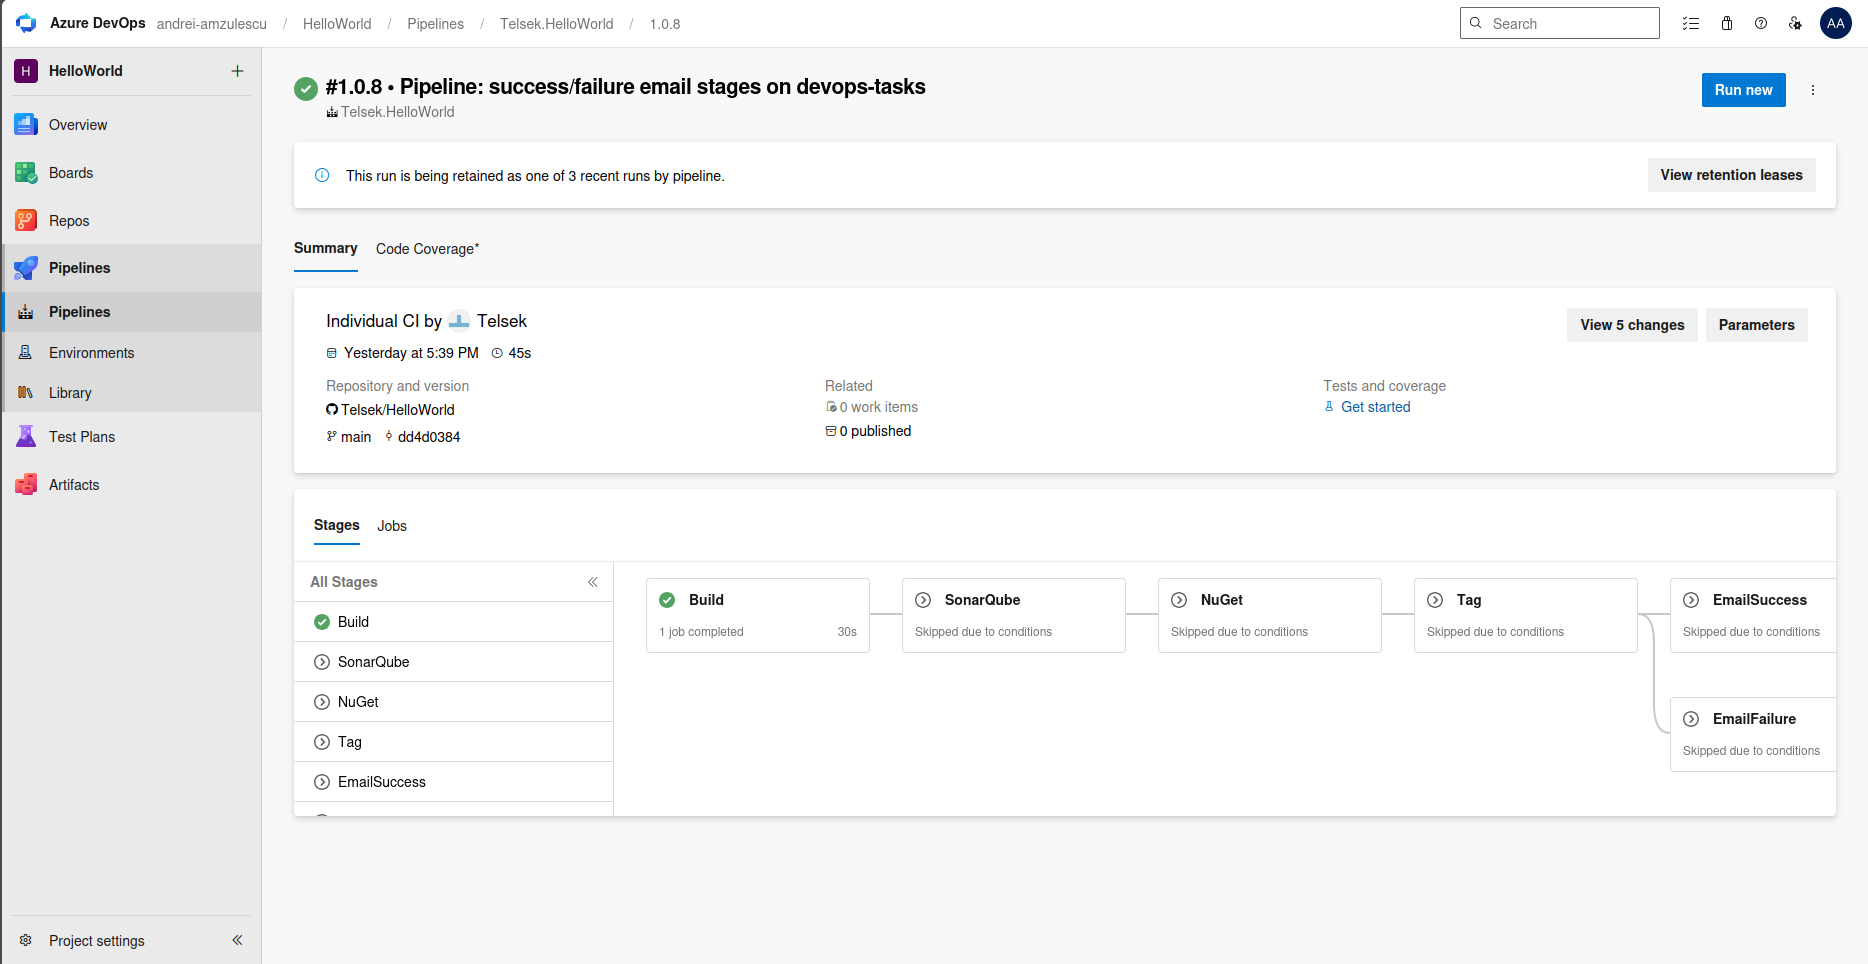 Azure DevOps andrei-amzulescu / HelloWorld / Pipelines / Telsek.HelloWorld / 1.0.8
Search
AA
H HelloWorld
Overview
Boards
Repos
Pipelines
Pipelines
Environments
Library
Test Plans
Artifacts
Project settings
#1.0.8 • Pipeline: success/failure email stages on devops-tasks
Telsek.HelloWorld
Run new
This run is being retained as one of 3 recent runs by pipeline.
View retention leases
Summary Code Coverage*
Individual CI by Telsek
View 5 changes Parameters
Yesterday at 5:39 PM 45s
Repository and version
Telsek/HelloWorld
main dd4d0384
Related
0 work items
0 published
Tests and coverage
Get started
Stages Jobs
All Stages
Build
SonarQube
NuGet
Tag
EmailSuccess
Build
1 job completed 30s
SonarQube
Skipped due to conditions
NuGet
Skipped due to conditions
Tag
Skipped due to conditions
EmailSuccess
Skipped due to conditions
EmailFailure
Skipped due to conditions